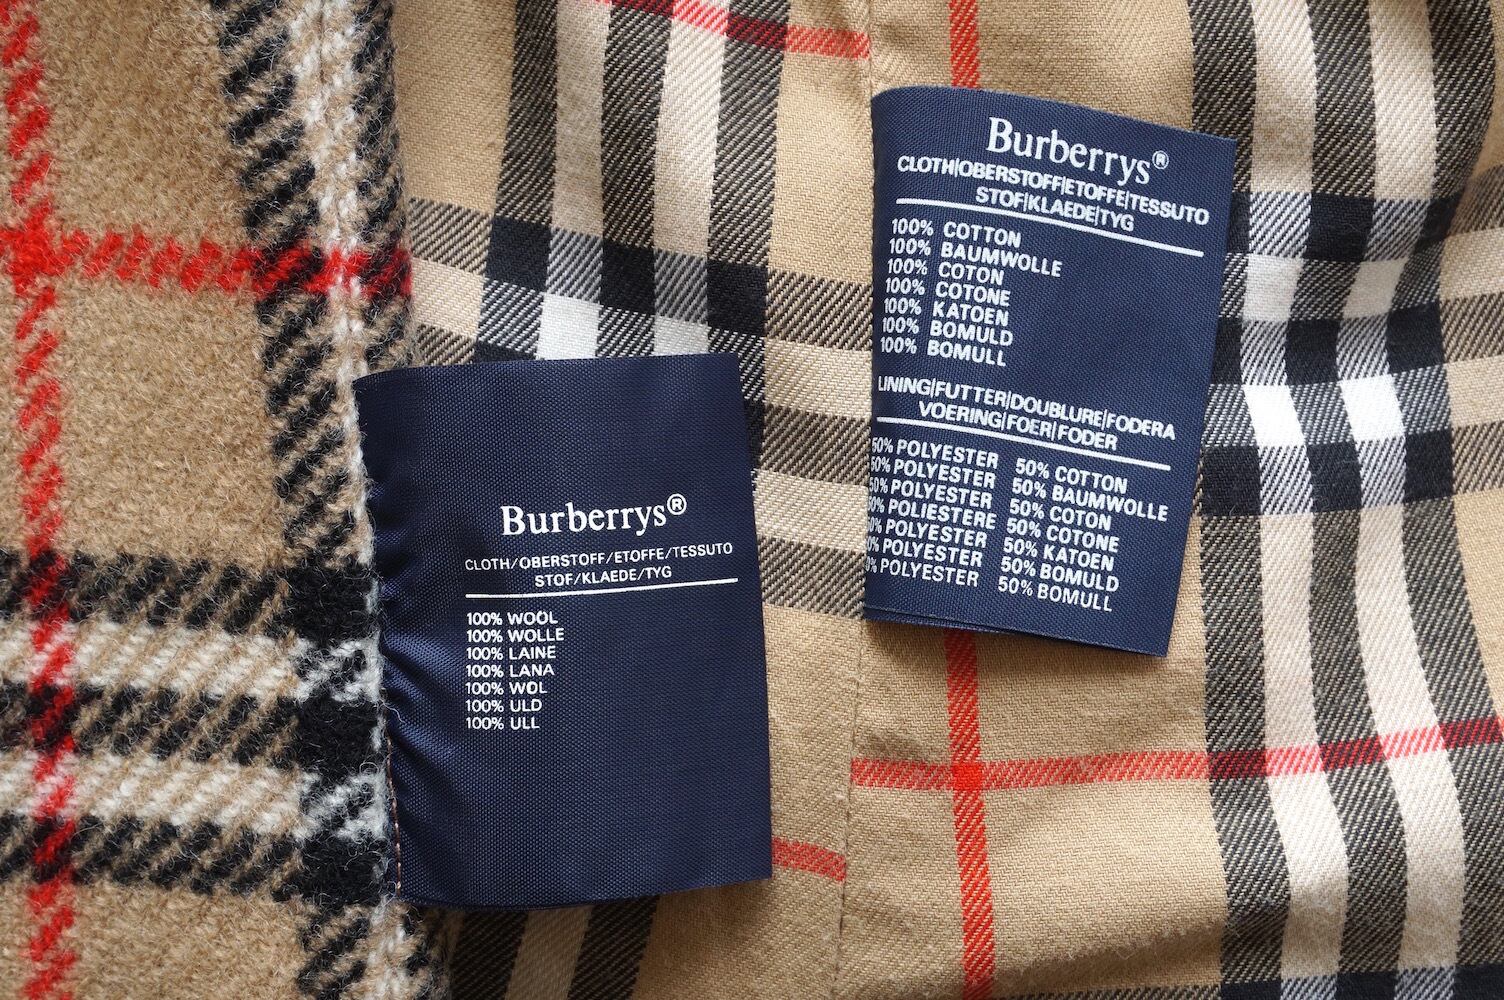 Burberrys®
CLOTH/OBERSTOFF/ETOFFE/TESSUTO
STOF/KLAEDE/TYG
100% WOOL
100% WOLLE
100% LAINE
100% LANA
100% WOL
100% ULD
100% ULL
Burberrys®
CLOTH|OBERSTOFF|ETOFFE|TESSUTO
STOF|KLAEDE|TYG
100% COTTON
100% BAUMWOLLE
100% COTON
100% COTONE
100% KATOEN
100% BOMULD
100% BOMULL
LINING|FUTTER|DOUBLURE|FODERA
VOERING|FOER|FODER
50% POLYESTER 50% COTTON
50% POLYESTER 50% BAUMWOLLE
50% POLYESTER 50% COTON
50% POLIESTERE 50% COTONE
50% POLYESTER 50% KATOEN
0% POLYESTER 50% BOMULD
0% POLYESTER 50% BOMULL